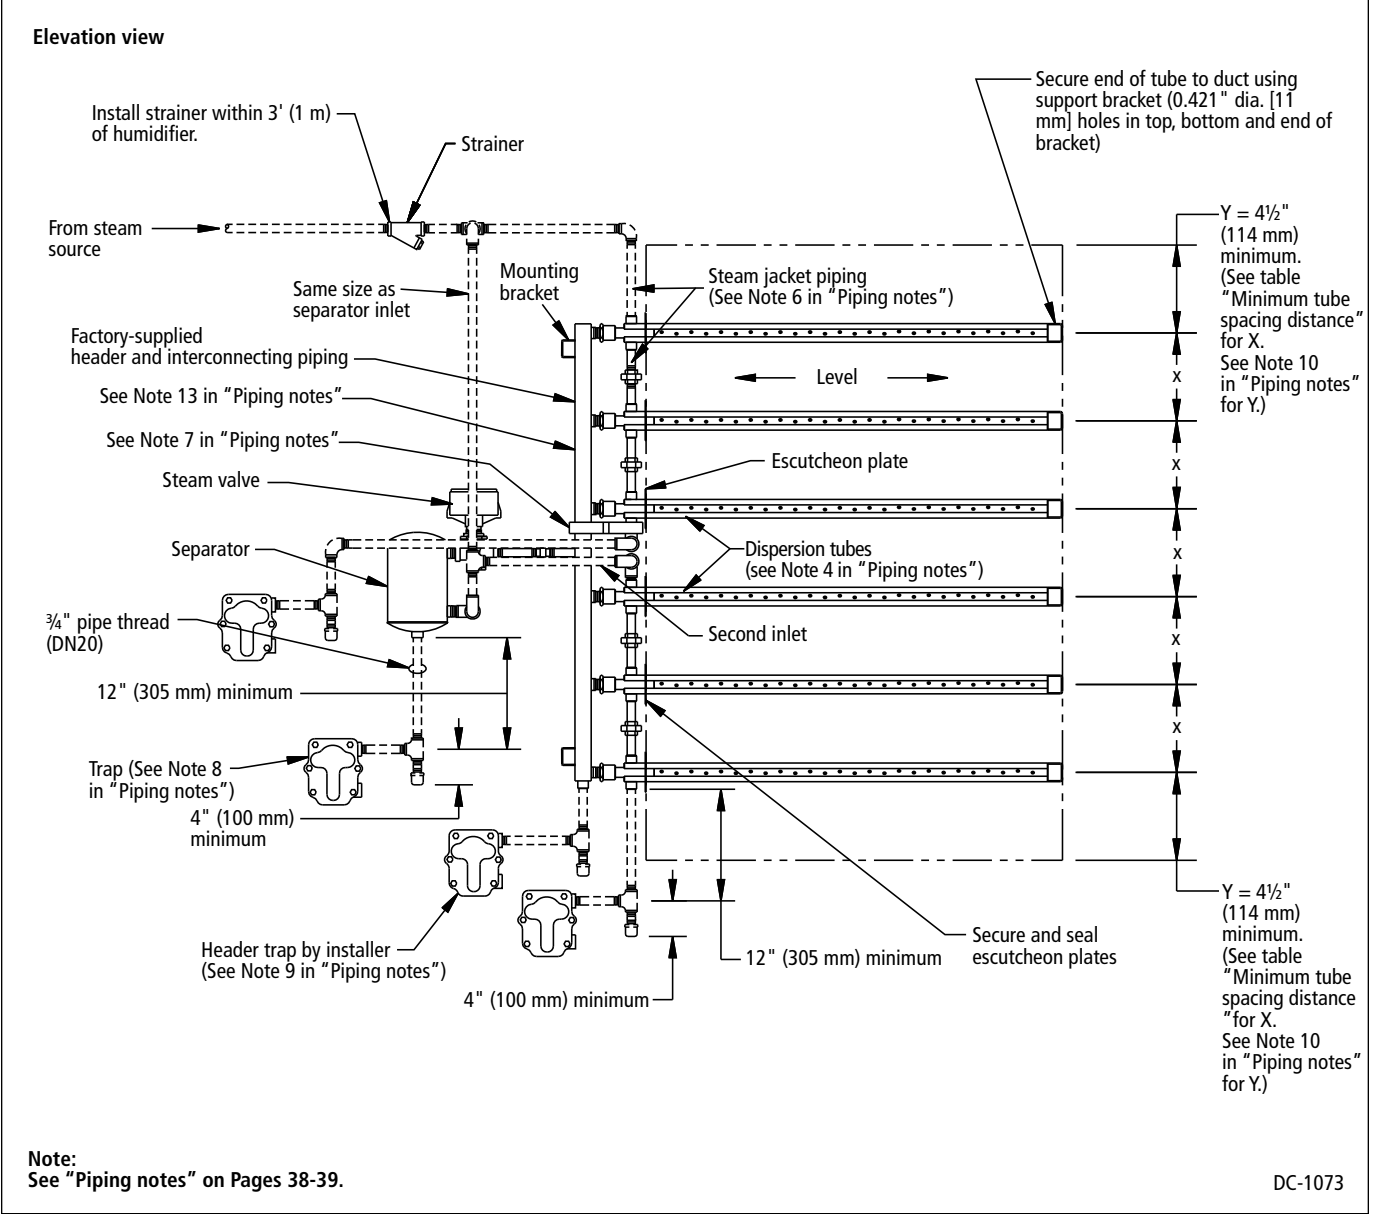 Elevation view
Install strainer within 3' (1 m)
of humidifier.
Strainer
Secure end of tube to duct using
support bracket (0.421" dia. [11
mm] holes in top, bottom and end of
bracket)
From steam
source
Same size as
separator inlet
Mounting
bracket
Steam jacket piping
(See Note 6 in “Piping notes”)
Y = 4½"
(114 mm)
minimum.
(See table
“Minimum tube
spacing distance”
for X.
See Note 10
in “Piping notes”
for Y.)
Factory-supplied
header and interconnecting piping
See Note 13 in “Piping notes”
See Note 7 in “Piping notes”
Steam valve
Separator
Level
X
X
X
X
X
Escutcheon plate
Dispersion tubes
(see Note 4 in “Piping notes”)
Second inlet
¾" pipe thread
(DN20)
12" (305 mm) minimum
Trap (See Note 8
in “Piping notes”)
4" (100 mm)
minimum
Header trap by installer
(See Note 9 in “Piping notes”)
4" (100 mm) minimum
12" (305 mm) minimum
Secure and seal
escutcheon plates
Y = 4½"
(114 mm)
minimum.
(See table
“Minimum tube
spacing distance
”for X.
See Note 10
in “Piping notes”
for Y.)
Note:
See “Piping notes” on Pages 38-39.
DC-1073